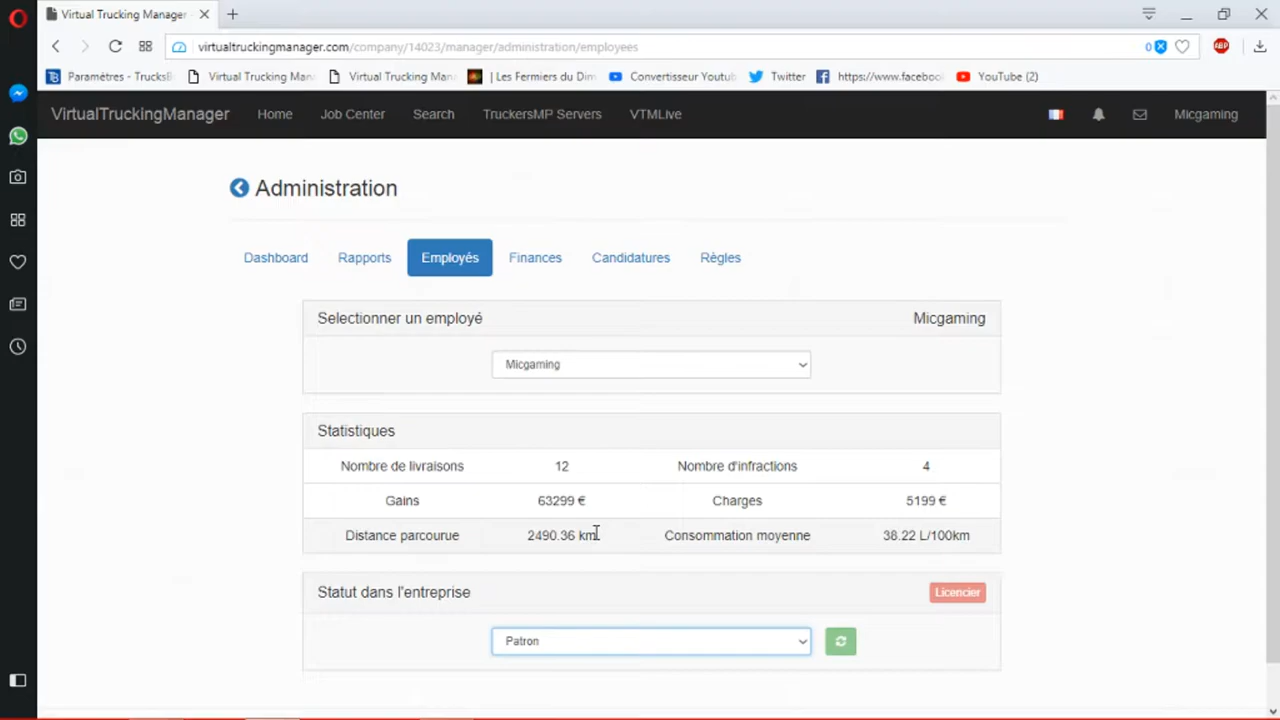 Virtual Trucking Manager
virtualtruckingmanager.com/company/14023/manager/administration/employees
0
ABP
Paramètres - TrucksB
Virtual Trucking Man
Virtual Trucking Man
| Les Fermiers du Dim
Convertisseur Youtub
Twitter
https://www.faceboo
YouTube (2)
VirtualTruckingManager
Home
Job Center
Search
TruckersMP Servers
VTMLive
Micgaming
Administration
Dashboard
Rapports
Employés
Finances
Candidatures
Règles
Selectionner un employé
Micgaming
Micgaming
Statistiques
Nombre de livraisons 12 Nombre d'infractions 4
Gains 63299 € Charges 5199 €
Distance parcourue 2490.36 km Consommation moyenne 38.22 L/100km
Statut dans l'entreprise
Licencier
Patron